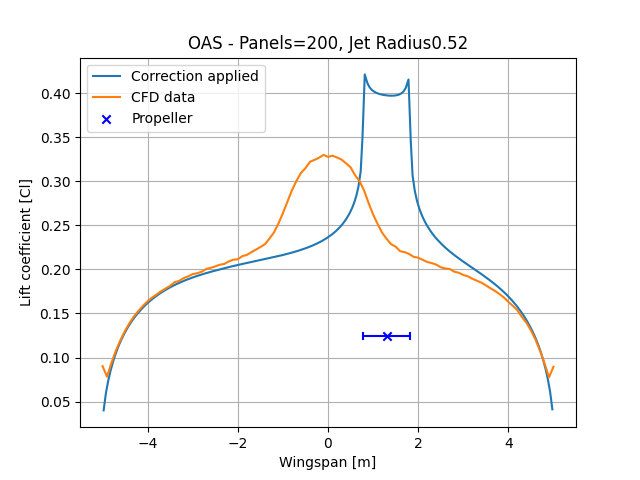 OAS - Panels=200, Jet Radius0.52
Correction applied
CFD data
Propeller
Lift coefficient [Cl]
0.40
0.35
0.30
0.25
0.20
0.15
0.10
0.05
−4
−2
0
2
4
Wingspan [m]